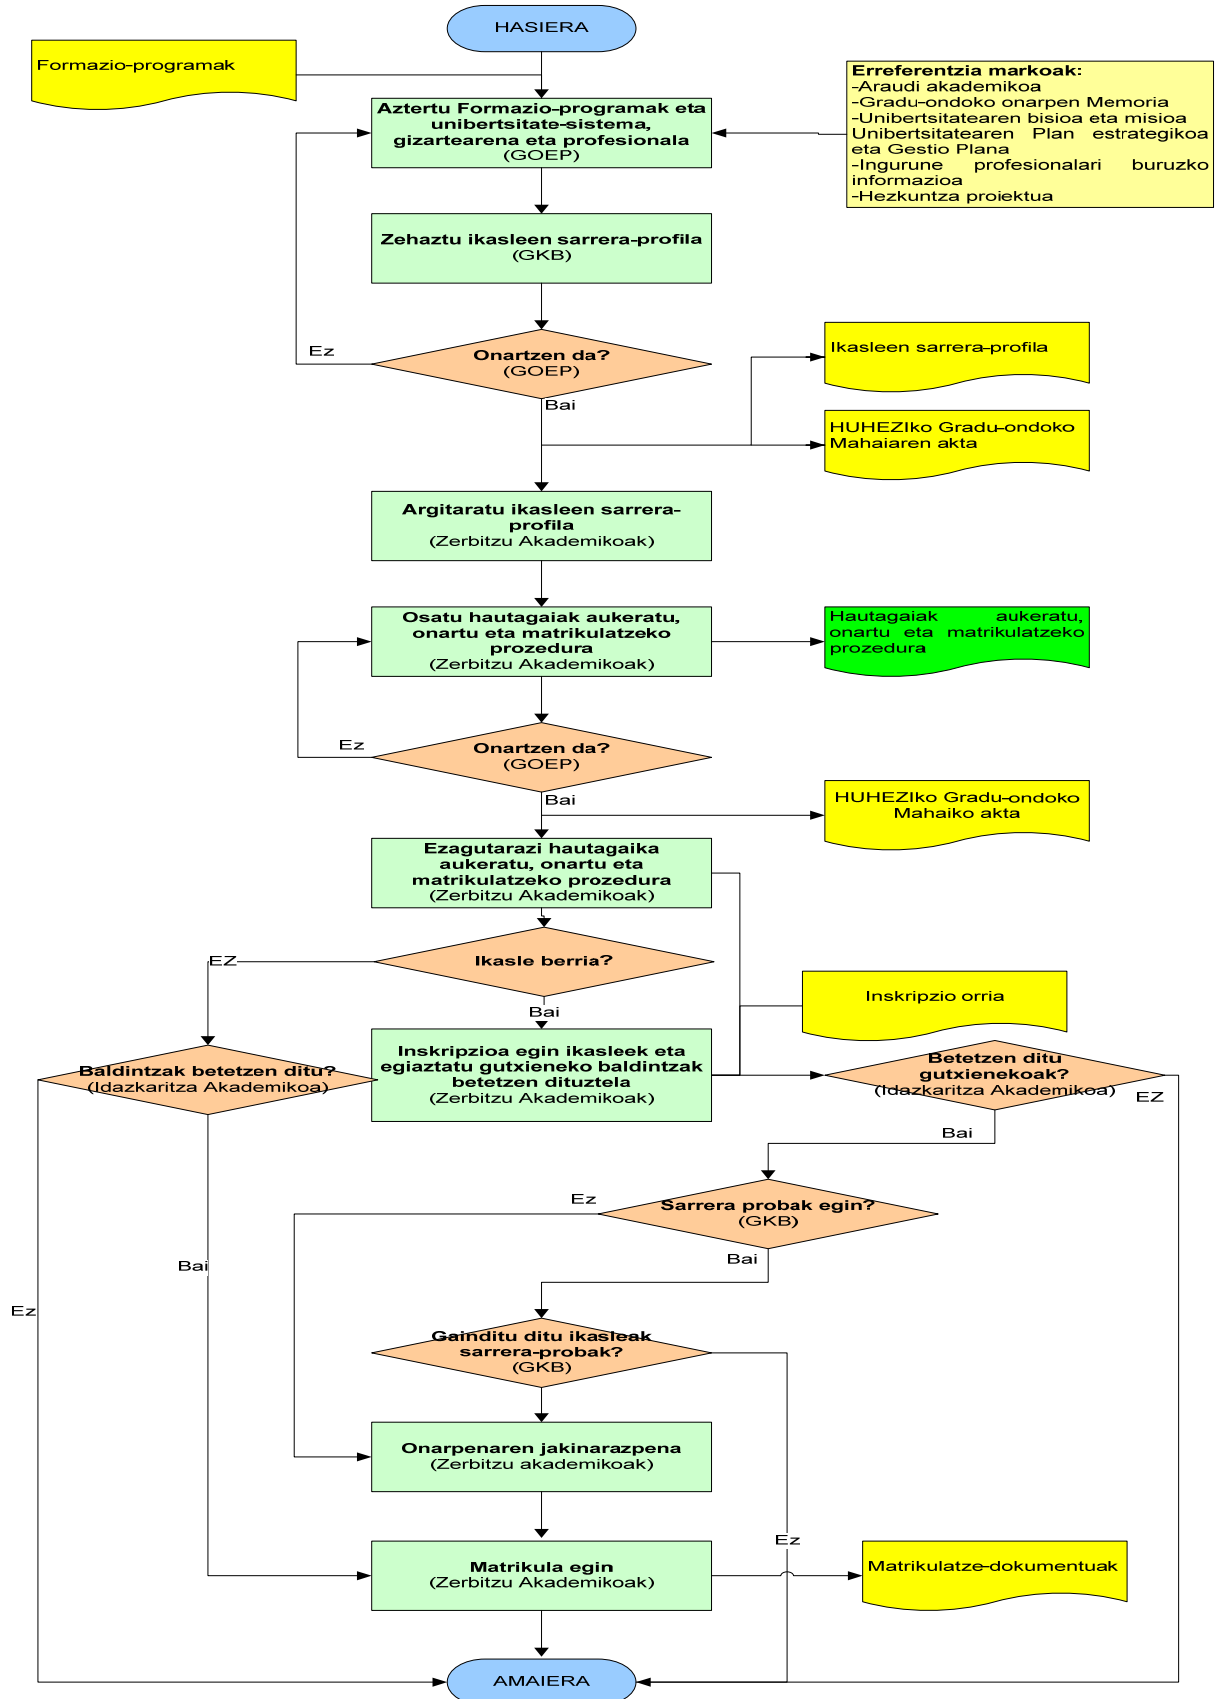 HASIERA
Formazio-programak
Erreferentzia markoak:
-Araudi akademikoa
-Gradu-ondoko onarpen Memoria
-Unibertsitatearen bisioa eta misioa
Unibertsitatearen Plan estrategikoa
eta Gestio Plana
-Ingurune profesionalari buruzko
informazioa
-Hezkuntza proiektua
Aztertu Formazio-programak eta
unibertsitate-sistema,
gizartearena eta profesionala
(GOEP)
Zehaztu ikasleen sarrera-profila
(GKB)
Onartzen da?
(GOEP)
Ez
Bai
Ikasleen sarrera-profila
HUHEZIko Gradu-ondoko
Mahaiaren akta
Argitaratu ikasleen sarrera-
profila
(Zerbitzu Akademikoak)
Osatu hautagaiak aukeratu,
onartu eta matrikulatzeko
prozedura
(Zerbitzu Akademikoak)
Hautagaiak aukeratu,
onartu eta matrikulatzeko
prozedura
Onartzen da?
(GOEP)
Ez
Bai
HUHEZIko Gradu-ondoko
Mahaiko akta
Ezagutarazi hautagaika
aukeratu, onartu eta
matrikulatzeko prozedura
(Zerbitzu Akademikoak)
Ikasle berria?
EZ
Bai
Inskripzio orria
Baldintzak betetzen ditu?
(Idazkaritza Akademikoa)
Inskripzioa egin ikasleek eta
egiaztatu gutxieneko baldintzak
betetzen dituztela
(Zerbitzu Akademikoak)
Betetzen ditu
gutxienekoak?
(Idazkaritza Akademikoa)
EZ
Bai
Sarrera probak egin?
(GKB)
Ez
Bai
Bai
Ez
Gainditu ditu ikasleak
sarrera-probak?
(GKB)
Onarpenaren jakinarazpena
(Zerbitzu akademikoak)
Ez
Matrikula egin
(Zerbitzu Akademikoak)
Matrikulatze-dokumentuak
AMAIERA